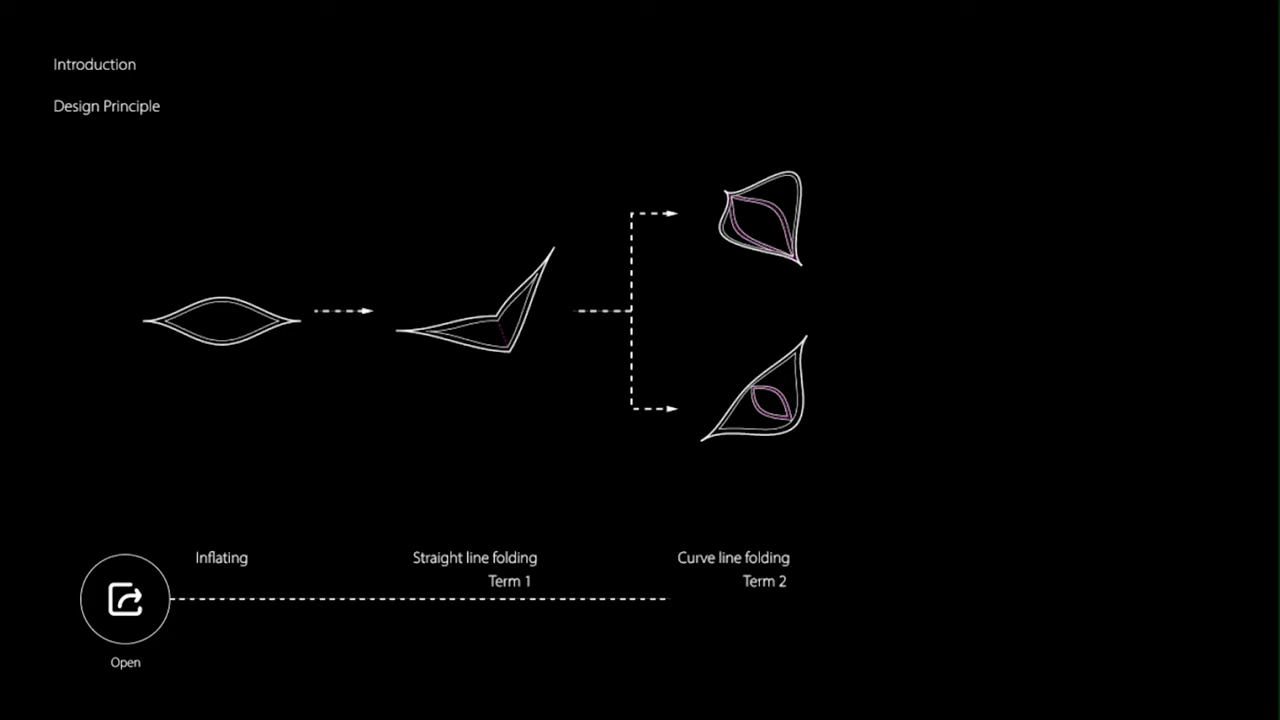 Introduction
Design Principle
Inflating
Straight line folding
Term 1
Curve line folding
Term 2
Open